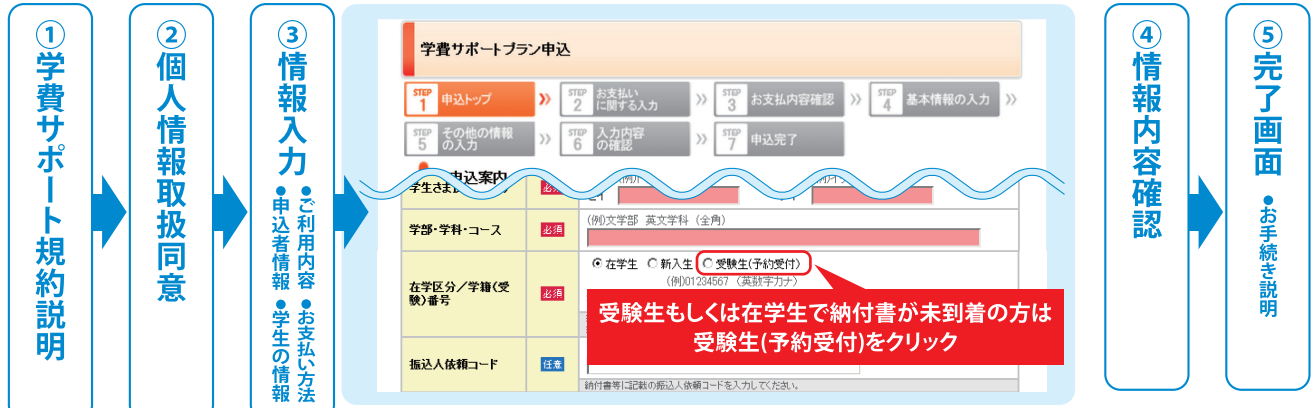 ①学費サポート規約説明
②個人情報取扱同意
③情報入力
●ご利用内容 ●お支払い方法
●申込者情報 ●学生の情報
学費サポートプラン申込
STEP 1 申込トップ
STEP 2 お支払いに関する入力
STEP 3 お支払内容確認
STEP 4 基本情報の入力
STEP 5 その他の情報の入力
STEP 6 入力内容の確認
STEP 7 申込完了
申込案内
学生さま
学部・学科・コース 必須
(例)文学部 英文学科 (全角)
在学区分/学籍(受験)番号 必須
在学生 新入生 受験生(予約受付)
(例)01234567 (英数字カナ)
受験生もしくは在学生で納付書が未到着の方は
受験生(予約受付)をクリック
振込人依頼コード 任意
納付書等に記載の振込人依頼コードを入力してください。
④情報内容確認
⑤完了画面
●お手続き説明